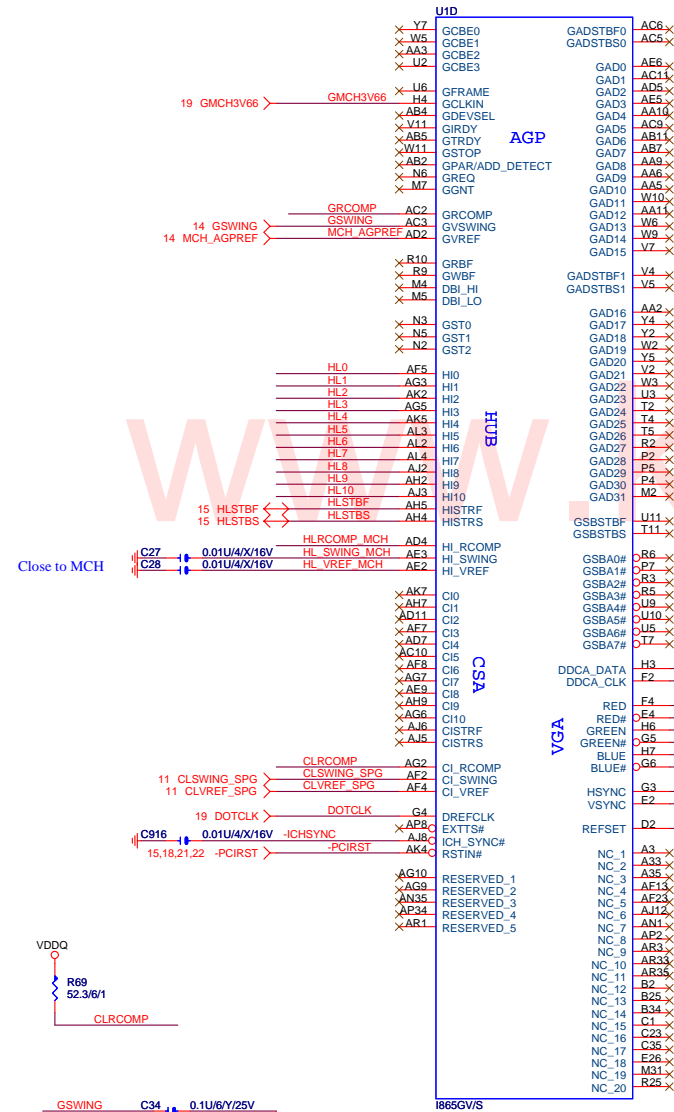 U1D
Y7 GCBE0
W5 GCBE1
AA3 GCBE2
U2 GCBE3
U6 GFRAME
19 GMCH3V66 GMCH3V66 H4 GCLKIN
AB4 GDEVSEL
V11 GIRDY
AB5 GTRDY
W11 GSTOP
AB2 GPAR/ADD_DETECT
N6 GREQ
M7 GGNT
GRCOMP AC2 GRCOMP
14 GSWING GSWING AC3 GVSWING
14 MCH_AGPREF MCH_AGPREF AD2 GVREF
R10 GRBF
R9 GWBF
M4 DBI_HI
M5 DBI_LO
N3 GST0
N5 GST1
N2 GST2
HL0 AF5 HI0
HL1 AG3 HI1
HL2 AK2 HI2
HL3 AG5 HI3
HL4 AK5 HI4
HL5 AL3 HI5
HL6 AL2 HI6
HL7 AL4 HI7
HL8 AJ2 HI8
HL9 AH2 HI9
HL10 AJ3 HI10
15 HLSTBF HLSTBF AH5 HISTRF
15 HLSTBS HLSTBS AH4 HISTRS
HLRCOMP_MCH AD4 HI_RCOMP
C27 0.01U/4/X/16V HL_SWING_MCH AE3 HI_SWING
Close to MCH
C28 0.01U/4/X/16V HL_VREF_MCH AE2 HI_VREF
AK7 CI0
AH7 CI1
AD11 CI2
AF7 CI3
AD7 CI4
AC10 CI5
AF8 CI6
AG7 CI7
AE9 CI8
AH9 CI9
AG6 CI10
AJ6 CISTRF
AJ5 CISTRS
CLRCOMP AG2 CI_RCOMP
11 CLSWING_SPG CLSWING_SPG AF2 CI_SWING
11 CLVREF_SPG CLVREF_SPG AF4 CI_VREF
19 DOTCLK DOTCLK G4 DREFCLK
AP8 EXTTS#
C916 0.01U/4/X/16V -ICHSYNC AJ8 ICH_SYNC#
15,18,21,22 -PCIRST -PCIRST AK4 RSTIN#
AG10 RESERVED_1
AG9 RESERVED_2
AN35 RESERVED_3
AP34 RESERVED_4
AR1 RESERVED_5
AGP
HUB
CSA
VGA
GADSTBF0 AC6
GADSTBS0 AC5
GAD0 AE6
GAD1 AC11
GAD2 AD5
GAD3 AE5
GAD4 AA10
GAD5 AC9
GAD6 AB11
GAD7 AB7
GAD8 AA9
GAD9 AA6
GAD10 AA5
GAD11 W10
GAD12 AA11
GAD13 W6
GAD14 W9
GAD15 V7
GADSTBF1 V4
GADSTBS1 V5
GAD16 AA2
GAD17 Y4
GAD18 Y2
GAD19 W2
GAD20 Y5
GAD21 V2
GAD22 W3
GAD23 U3
GAD24 T2
GAD25 T4
GAD26 T5
GAD27 R2
GAD28 P2
GAD29 P5
GAD30 P4
GAD31 M2
GSBSTBF U11
GSBSTBS T11
GSBA0# R6
GSBA1# P7
GSBA2# R3
GSBA3# R5
GSBA4# U9
GSBA5# U10
GSBA6# U5
GSBA7# T7
DDCA_DATA H3
DDCA_CLK F2
RED F4
RED# E4
GREEN H6
GREEN# G5
BLUE H7
BLUE# G6
HSYNC G3
VSYNC E2
REFSET D2
NC_1 A3
NC_2 A33
NC_3 A35
NC_4 AF13
NC_5 AF23
NC_6 AJ12
NC_7 AN1
NC_8 AP2
NC_9 AR3
NC_10 AR33
NC_11 AR35
NC_12 B2
NC_13 B25
NC_14 B34
NC_15 C1
NC_16 C23
NC_17 C35
NC_18 E26
NC_19 M31
NC_20 R25
I865GV/S
VDDQ
R69
52.3/6/1
CLRCOMP
GSWING C34 0.1U/6/Y/25V
WWW.